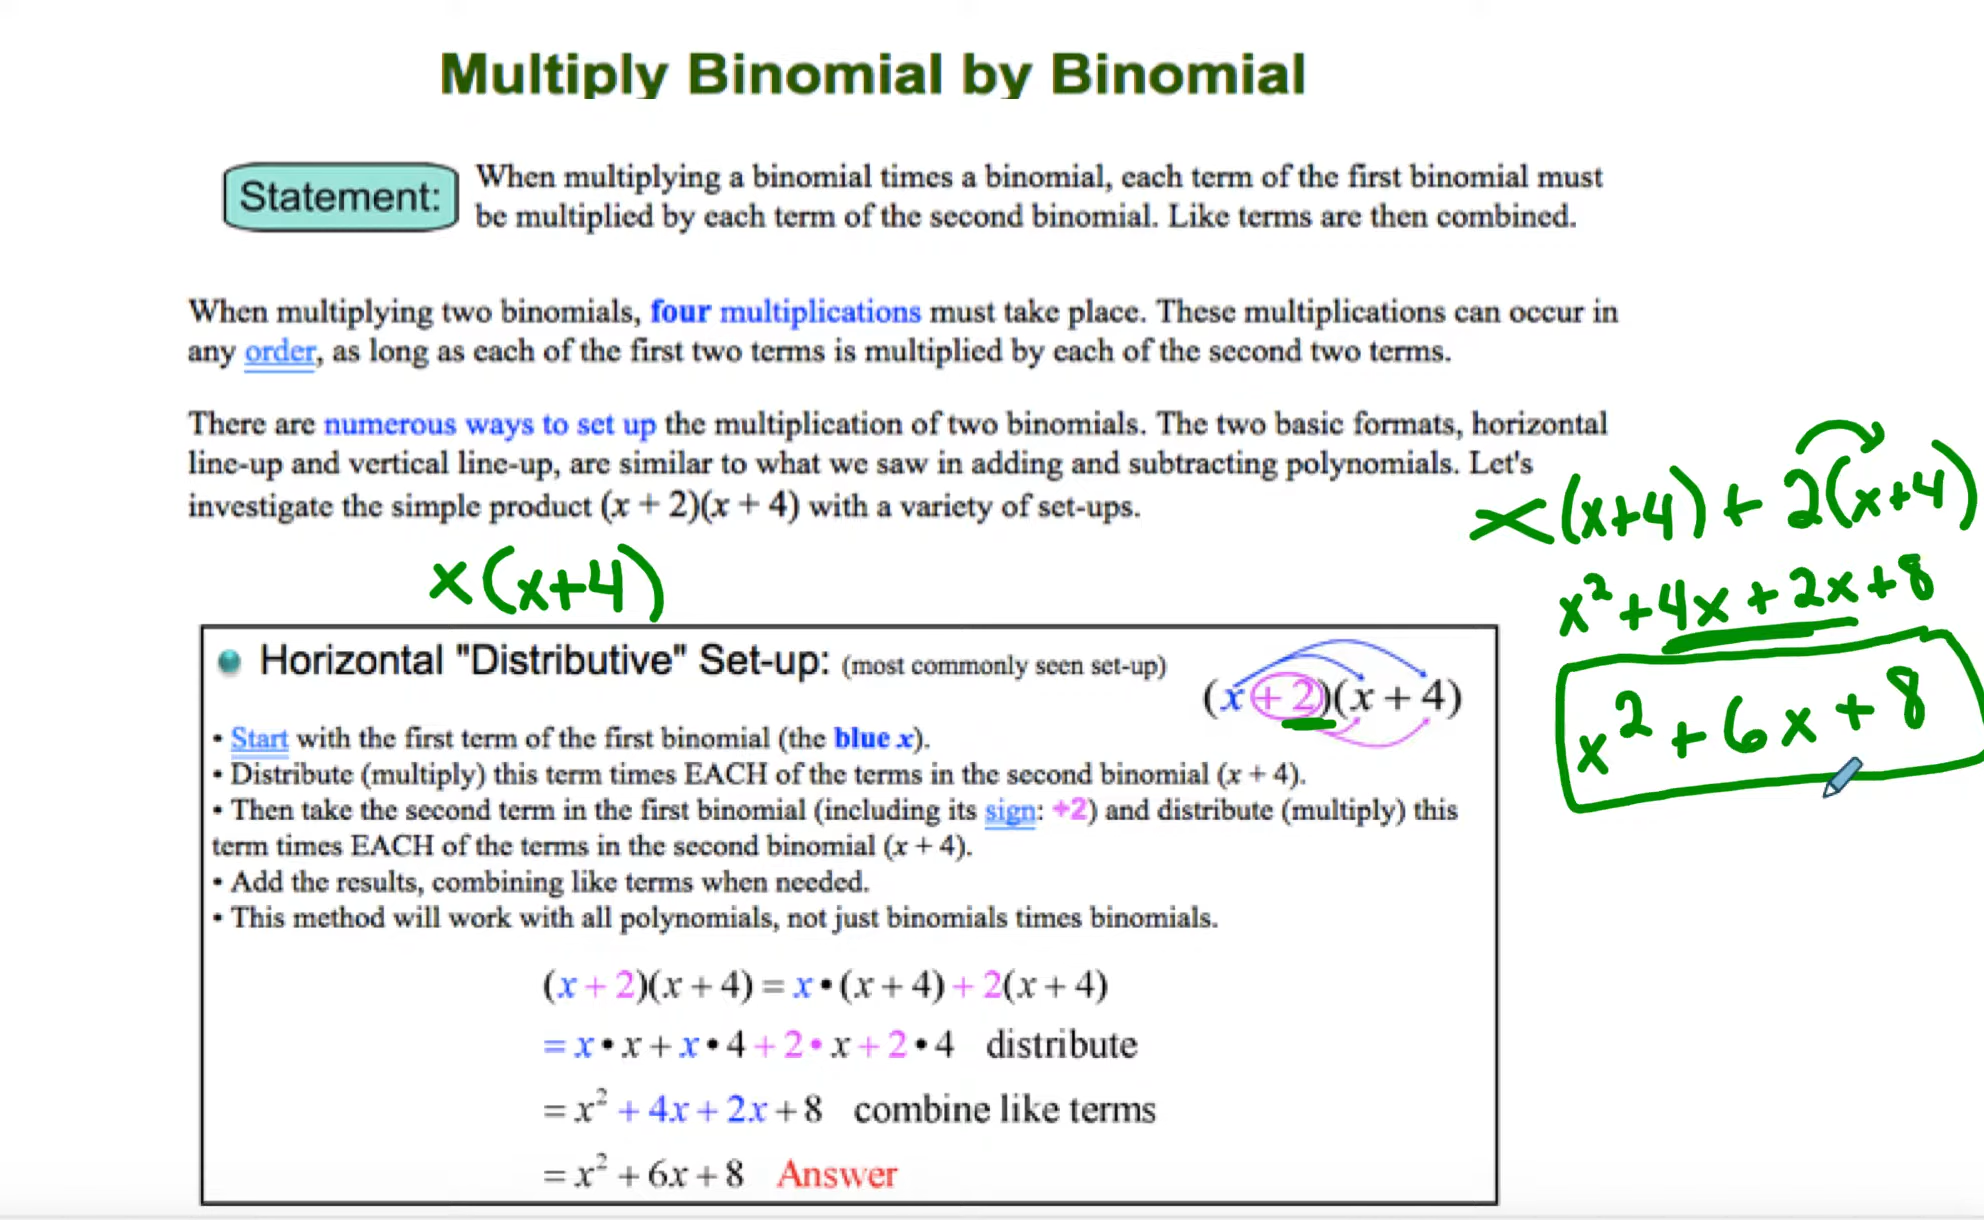 Multiply Binomial by Binomial
Statement:
When multiplying a binomial times a binomial, each term of the first binomial must
be multiplied by each term of the second binomial. Like terms are then combined.
When multiplying two binomials, four multiplications must take place. These multiplications can occur in
any order, as long as each of the first two terms is multiplied by each of the second two terms.
There are numerous ways to set up the multiplication of two binomials. The two basic formats, horizontal
line-up and vertical line-up, are similar to what we saw in adding and subtracting polynomials. Let's
investigate the simple product (x + 2)(x + 4) with a variety of set-ups.
x(x+4)
x(x+4) + 2(x+4)
x² + 4x + 2x + 8
x² + 6x + 8
Horizontal "Distributive" Set-up: (most commonly seen set-up)
(x + 2)(x + 4)
• Start with the first term of the first binomial (the blue x).
• Distribute (multiply) this term times EACH of the terms in the second binomial (x + 4).
• Then take the second term in the first binomial (including its sign: +2) and distribute (multiply) this
term times EACH of the terms in the second binomial (x + 4).
• Add the results, combining like terms when needed.
• This method will work with all polynomials, not just binomials times binomials.
(x + 2)(x + 4) = x•(x + 4) + 2(x + 4)
= x•x + x•4 + 2•x + 2•4 distribute
= x² + 4x + 2x + 8 combine like terms
= x² + 6x + 8 Answer